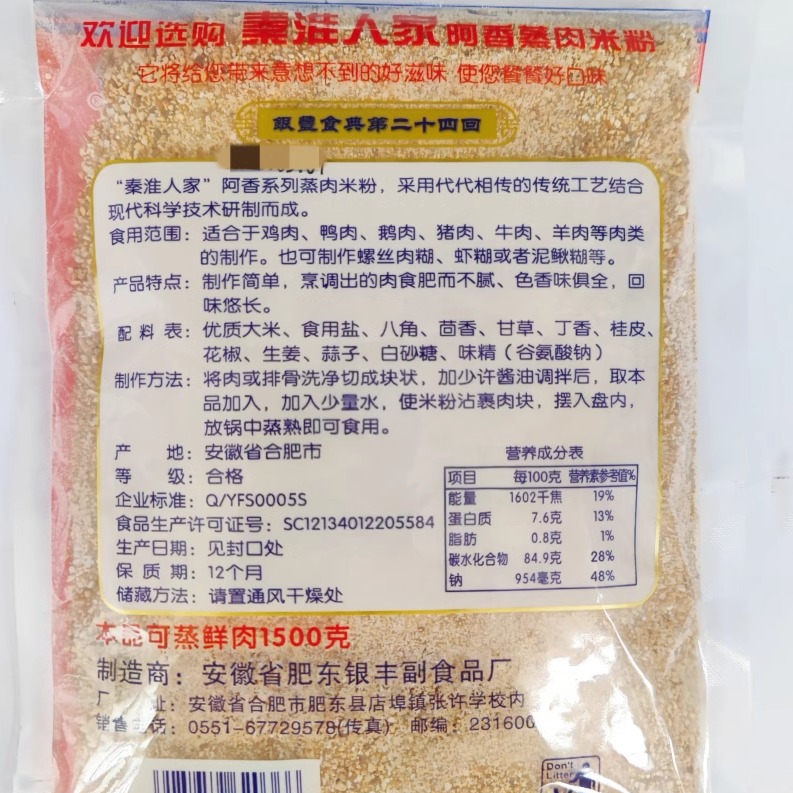 欢迎选购 秦淮人家阿香蒸肉米粉
它将给您带来意想不到的好滋味 使您餐餐好口味
銀豐食典第二十四回
“秦淮人家”阿香系列蒸肉米粉，采用代代相传的传统工艺结合
现代科学技术研制而成。
食用范围：适合于鸡肉、鸭肉、鹅肉、猪肉、牛肉、羊肉等肉类
的制作。也可制作螺丝肉糊、虾糊或者泥鳅糊等。
产品特点：制作简单，烹调出的肉食肥而不腻、色香味俱全，回
味悠长。
配料表：优质大米、食用盐、八角、茴香、甘草、丁香、桂皮、
花椒、生姜、蒜子、白砂糖、味精（谷氨酸钠）
制作方法：将肉或排骨洗净切成块状，加少许酱油调拌后，取本
品加入，加入少量水，使米粉沾裹肉块，摆入盘内，
放锅中蒸熟即可食用。
产地：安徽省合肥市
等级：合格
企业标准：Q/YFS0005S
食品生产许可证号：SC12134012205584
生产日期：见封口处
保质期：12个月
储藏方法：请置通风干燥处
营养成分表
项目 每100克 营养素参考值%
能量 1602千焦 19%
蛋白质 7.6克 13%
脂肪 0.8克 1%
碳水化合物 84.9克 28%
钠 954毫克 48%
本品可蒸鲜肉1500克
制造商：安徽省肥东银丰副食品厂
厂址：安徽省合肥市肥东县店埠镇张许学校内
销售电话：0551-67729578(传真) 邮编：231600
Don't
Litter